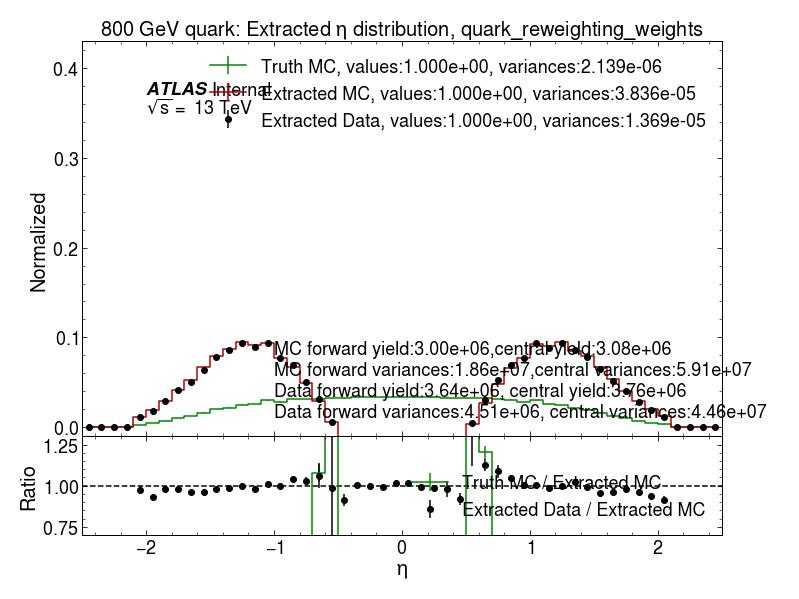 800 GeV quark: Extracted η distribution, quark_reweighting_weights
Truth MC, values:1.000e+00, variances:2.139e-06
ATLAS Internal
Extracted MC, values:1.000e+00, variances:3.836e-05
√s = 13 TeV
Extracted Data, values:1.000e+00, variances:1.369e-05
0.4
0.3
0.2
0.1
0.0
Normalized
MC forward yield:3.00e+06,central yield:3.08e+06
MC forward variances:1.86e+07,central variances:5.91e+07
Data forward yield:3.64e+06, central yield:3.76e+06
Data forward variances:4.51e+06, central variances:4.46e+07
1.25
1.00
0.75
Ratio
Truth MC / Extracted MC
Extracted Data / Extracted MC
−2 −1 0 1 2
η